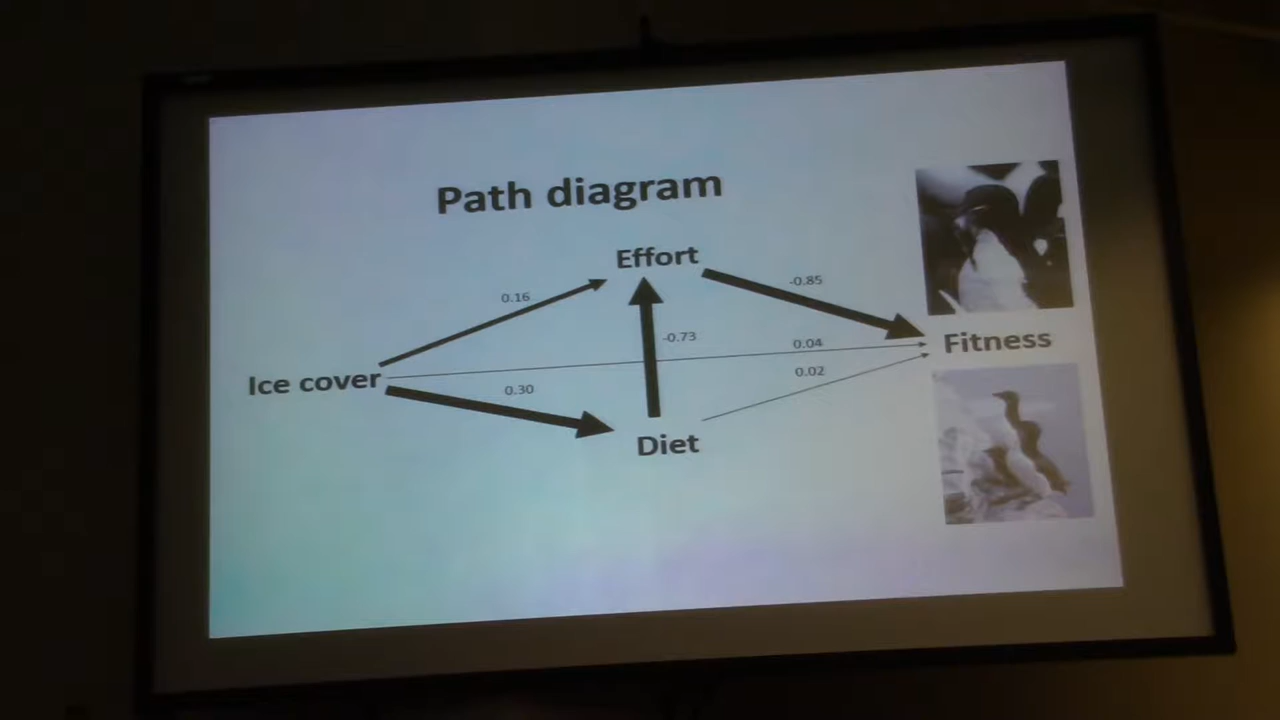 Path diagram
Effort
0.16
-0.85
-0.73
0.04
Fitness
0.02
Ice cover
0.30
Diet